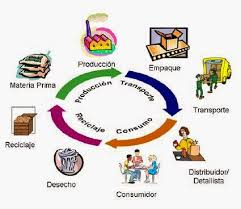 Producción
Empaque
Transporte
Distribuidor/
Detallista
Consumidor
Desecho
Reciclaje
Materia Prima
Producción
Transporte
Consumo
Reciclaje